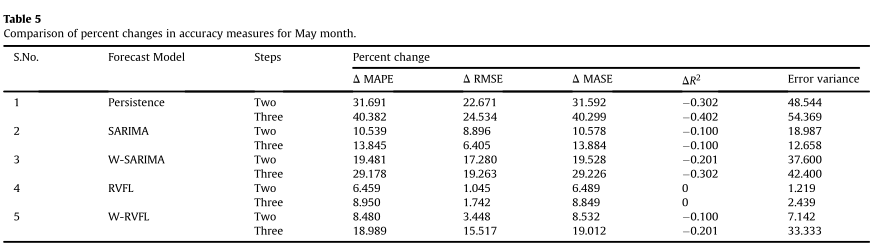 Table 5
Comparison of percent changes in accuracy measures for May month.
S.No. Forecast Model Steps Percent change
Δ MAPE Δ RMSE Δ MASE ΔR² Error variance
1 Persistence Two 31.691 22.671 31.592 −0.302 48.544
Three 40.382 24.534 40.299 −0.402 54.369
2 SARIMA Two 10.539 8.896 10.578 −0.100 18.987
Three 13.845 6.405 13.884 −0.100 12.658
3 W-SARIMA Two 19.481 17.280 19.528 −0.201 37.600
Three 29.178 19.263 29.226 −0.302 42.400
4 RVFL Two 6.459 1.045 6.489 0 1.219
Three 8.950 1.742 8.849 0 2.439
5 W-RVFL Two 8.480 3.448 8.532 −0.100 7.142
Three 18.989 15.517 19.012 −0.201 33.333